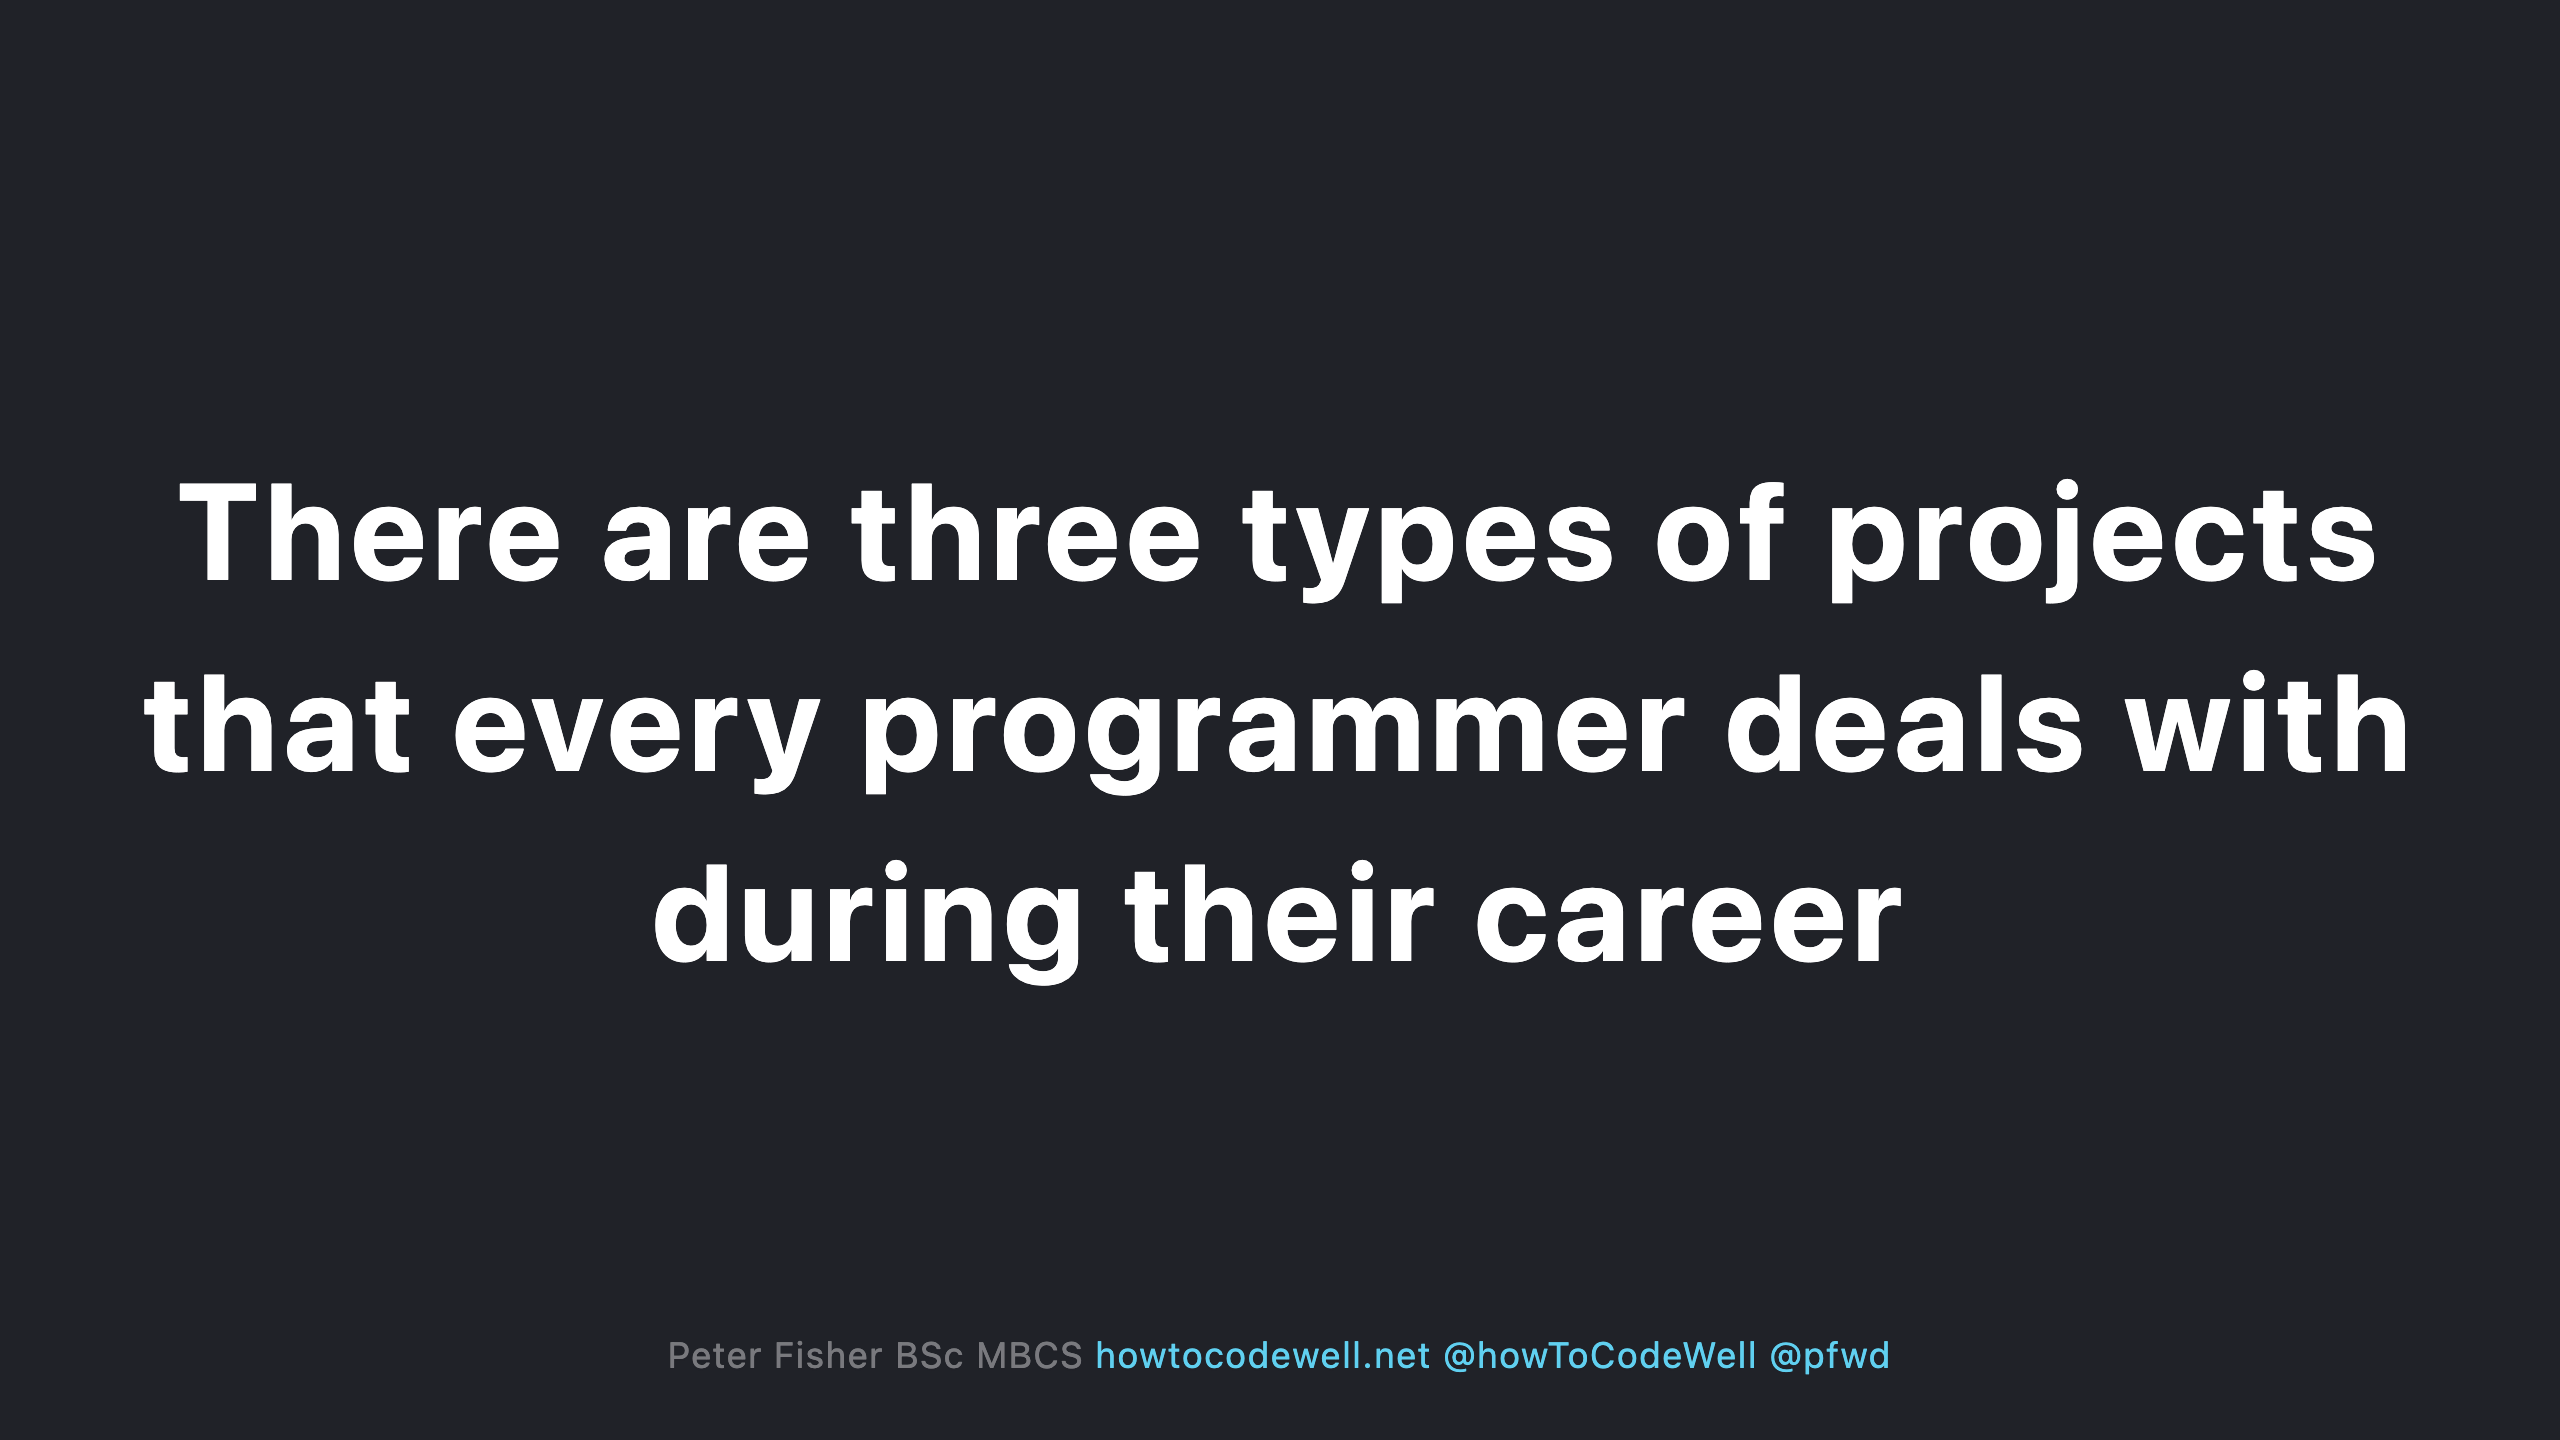 There are three types of projects
that every programmer deals with
during their career
Peter Fisher BSc MBCS howtocodewell.net @howToCodeWell @pfwd